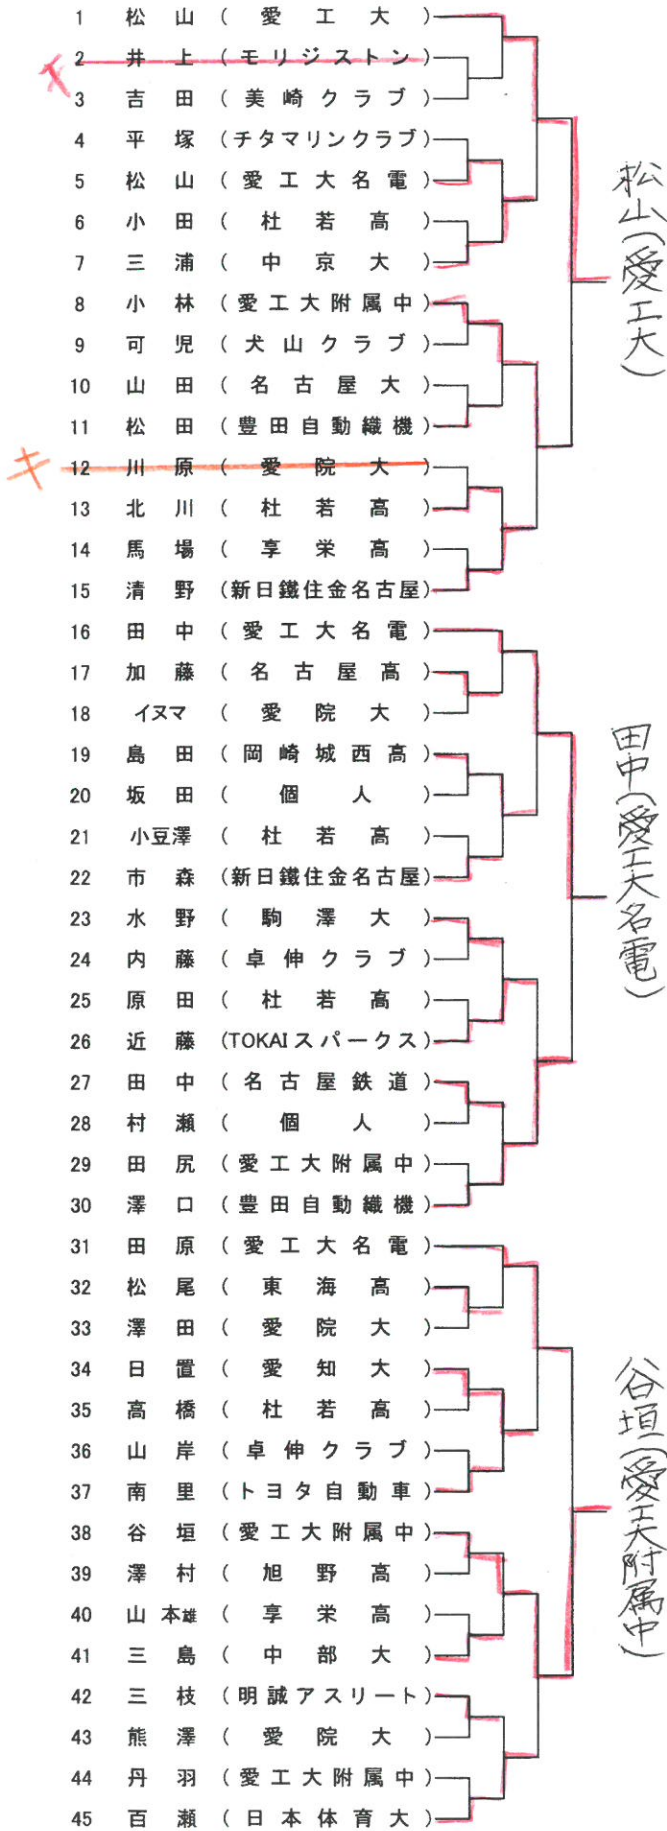 1 松山 (愛工大)
キ 2 井上 (モリジストン)
3 吉田 (美崎クラブ)
4 平塚 (チタマリンクラブ)
5 松山 (愛工大名電)
6 小田 (杜若高)
7 三浦 (中京大)
8 小林 (愛工大附属中)
9 可児 (犬山クラブ)
10 山田 (名古屋大)
11 松田 (豊田自動織機)
キ 12 川原 (愛院大)
13 北川 (杜若高)
14 馬場 (享栄高)
15 清野 (新日鐵住金名古屋)
松山(愛工大)
16 田中 (愛工大名電)
17 加藤 (名古屋高)
18 イヌマ (愛院大)
19 島田 (岡崎城西高)
20 坂田 (個人)
21 小豆澤 (杜若高)
22 市森 (新日鐵住金名古屋)
23 水野 (駒澤大)
24 内藤 (卓伸クラブ)
25 原田 (杜若高)
26 近藤 (TOKAIスパークス)
27 田中 (名古屋鉄道)
28 村瀬 (個人)
29 田尻 (愛工大附属中)
30 澤口 (豊田自動織機)
田中(愛工大名電)
31 田原 (愛工大名電)
32 松尾 (東海高)
33 澤田 (愛院大)
34 日置 (愛知大)
35 高橋 (杜若高)
36 山岸 (卓伸クラブ)
37 南里 (トヨタ自動車)
38 谷垣 (愛工大附属中)
39 澤村 (旭野高)
40 山本雄 (享栄高)
41 三島 (中部大)
42 三枝 (明誠アスリート)
43 熊澤 (愛院大)
44 丹羽 (愛工大附属中)
45 百瀬 (日本体育大)
谷垣(愛工大附属中)